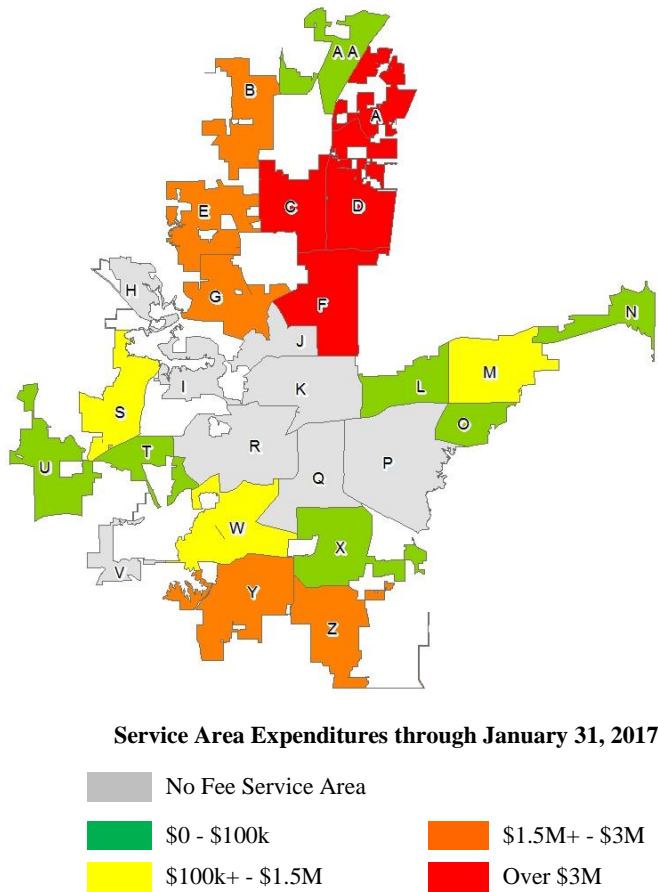 A A
B
A
E
C
D
H
G
F
N
J
I
K
L
M
S
O
T
R
P
U
Q
W
X
V
Y
Z
Service Area Expenditures through January 31, 2017
No Fee Service Area
$0 - $100k
$1.5M+ - $3M
$100k+ - $1.5M
Over $3M